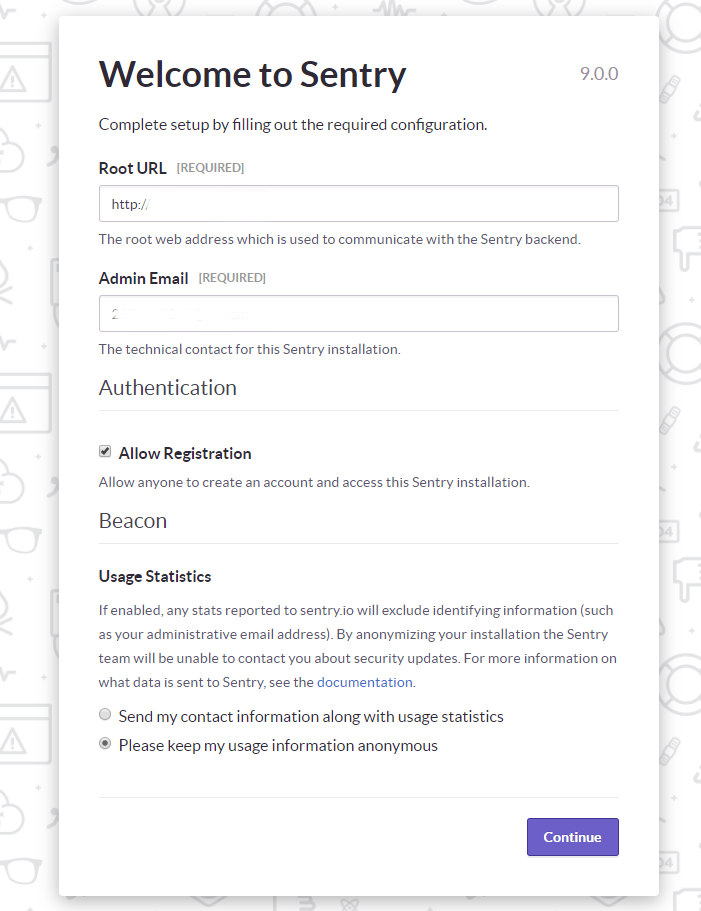 Welcome to Sentry
9.0.0
Complete setup by filling out the required configuration.
Root URL [REQUIRED]
http://
The root web address which is used to communicate with the Sentry backend.
Admin Email [REQUIRED]
2
The technical contact for this Sentry installation.
Authentication
Allow Registration
Allow anyone to create an account and access this Sentry installation.
Beacon
Usage Statistics
If enabled, any stats reported to sentry.io will exclude identifying information (such
as your administrative email address). By anonymizing your installation the Sentry
team will be unable to contact you about security updates. For more information on
what data is sent to Sentry, see the documentation.
Send my contact information along with usage statistics
Please keep my usage information anonymous
Continue